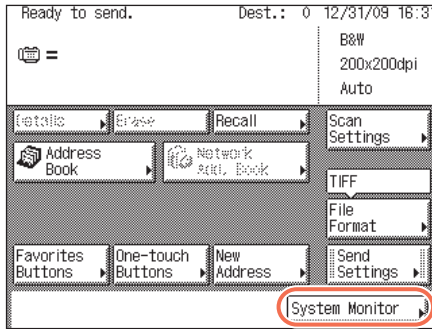 Ready to send. Dest.: 0 12/31/09 16:31
=
B&W
200x200dpi
Auto
Details Erase Recall Scan Settings
Address Book Network Add. Book
TIFF
File Format
Favorites Buttons One-touch Buttons New Address Send Settings
System Monitor